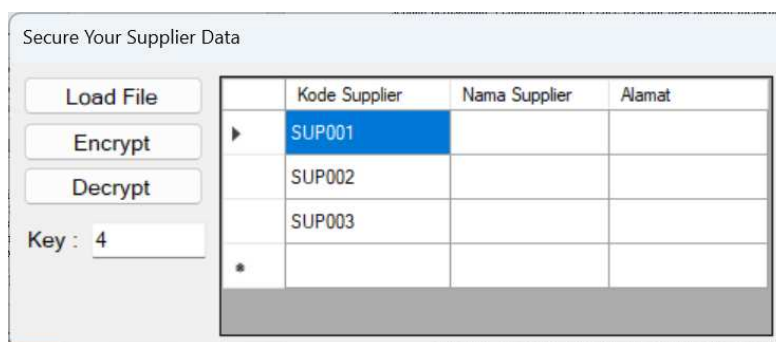 Secure Your Supplier Data
Load File
Encrypt
Decrypt
Key : 4
Kode Supplier Nama Supplier Alamat
SUP001
SUP002
SUP003